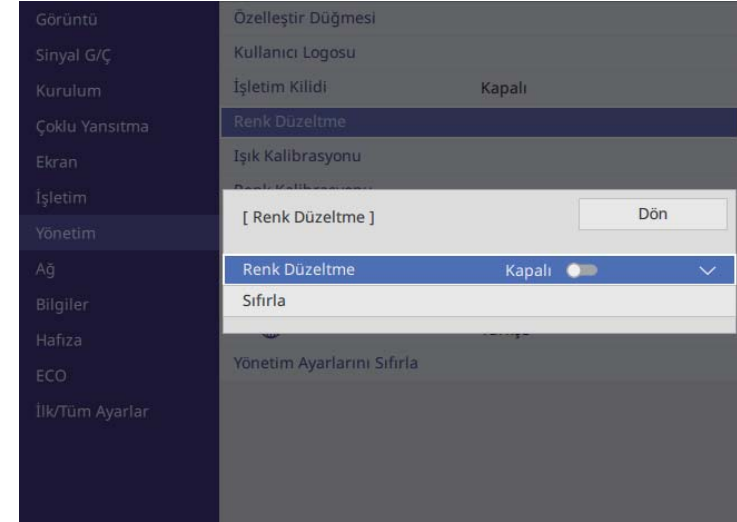 Görüntü
Sinyal G/Ç
Kurulum
Çoklu Yansıtma
Ekran
İşletim
Yönetim
Ağ
Bilgiler
Hafıza
ECO
İlk/Tüm Ayarlar
Özelleştir Düğmesi
Kullanıcı Logosu
İşletim Kilidi Kapalı
Renk Düzeltme
Işık Kalibrasyonu
[ Renk Düzeltme ] Dön
Renk Düzeltme Kapalı
Sıfırla
Yönetim Ayarlarını Sıfırla